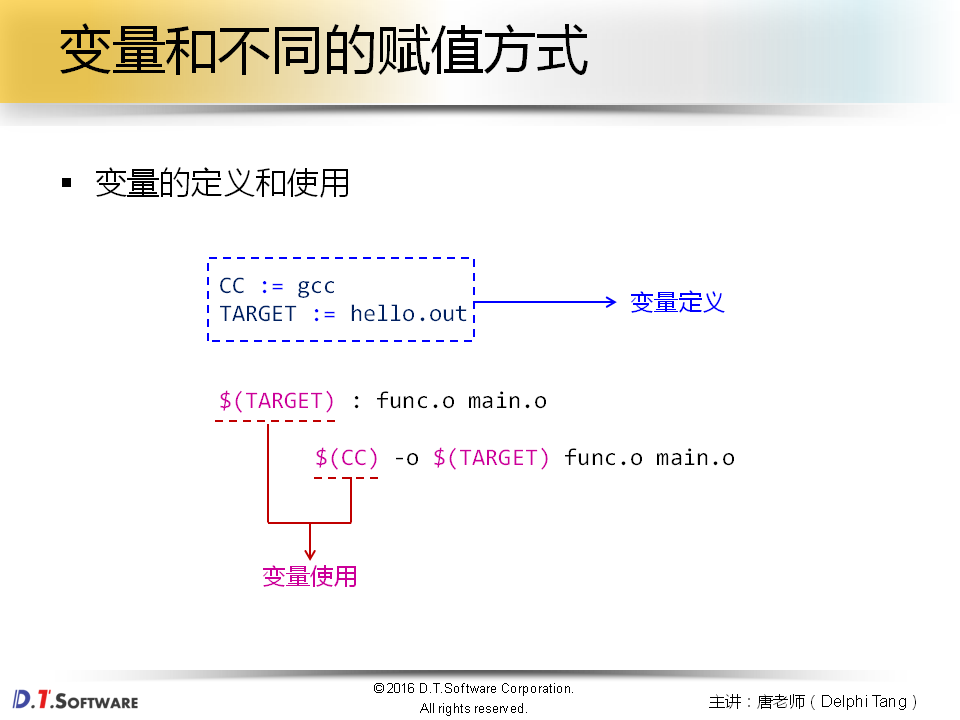 变量和不同的赋值方式
▪ 变量的定义和使用
CC := gcc
TARGET := hello.out
变量定义
$(TARGET) : func.o main.o
$(CC) -o $(TARGET) func.o main.o
变量使用
D.T.SOFTWARE
©2016 D.T.Software Corporation.
All rights reserved.
主讲：唐老师（Delphi Tang）